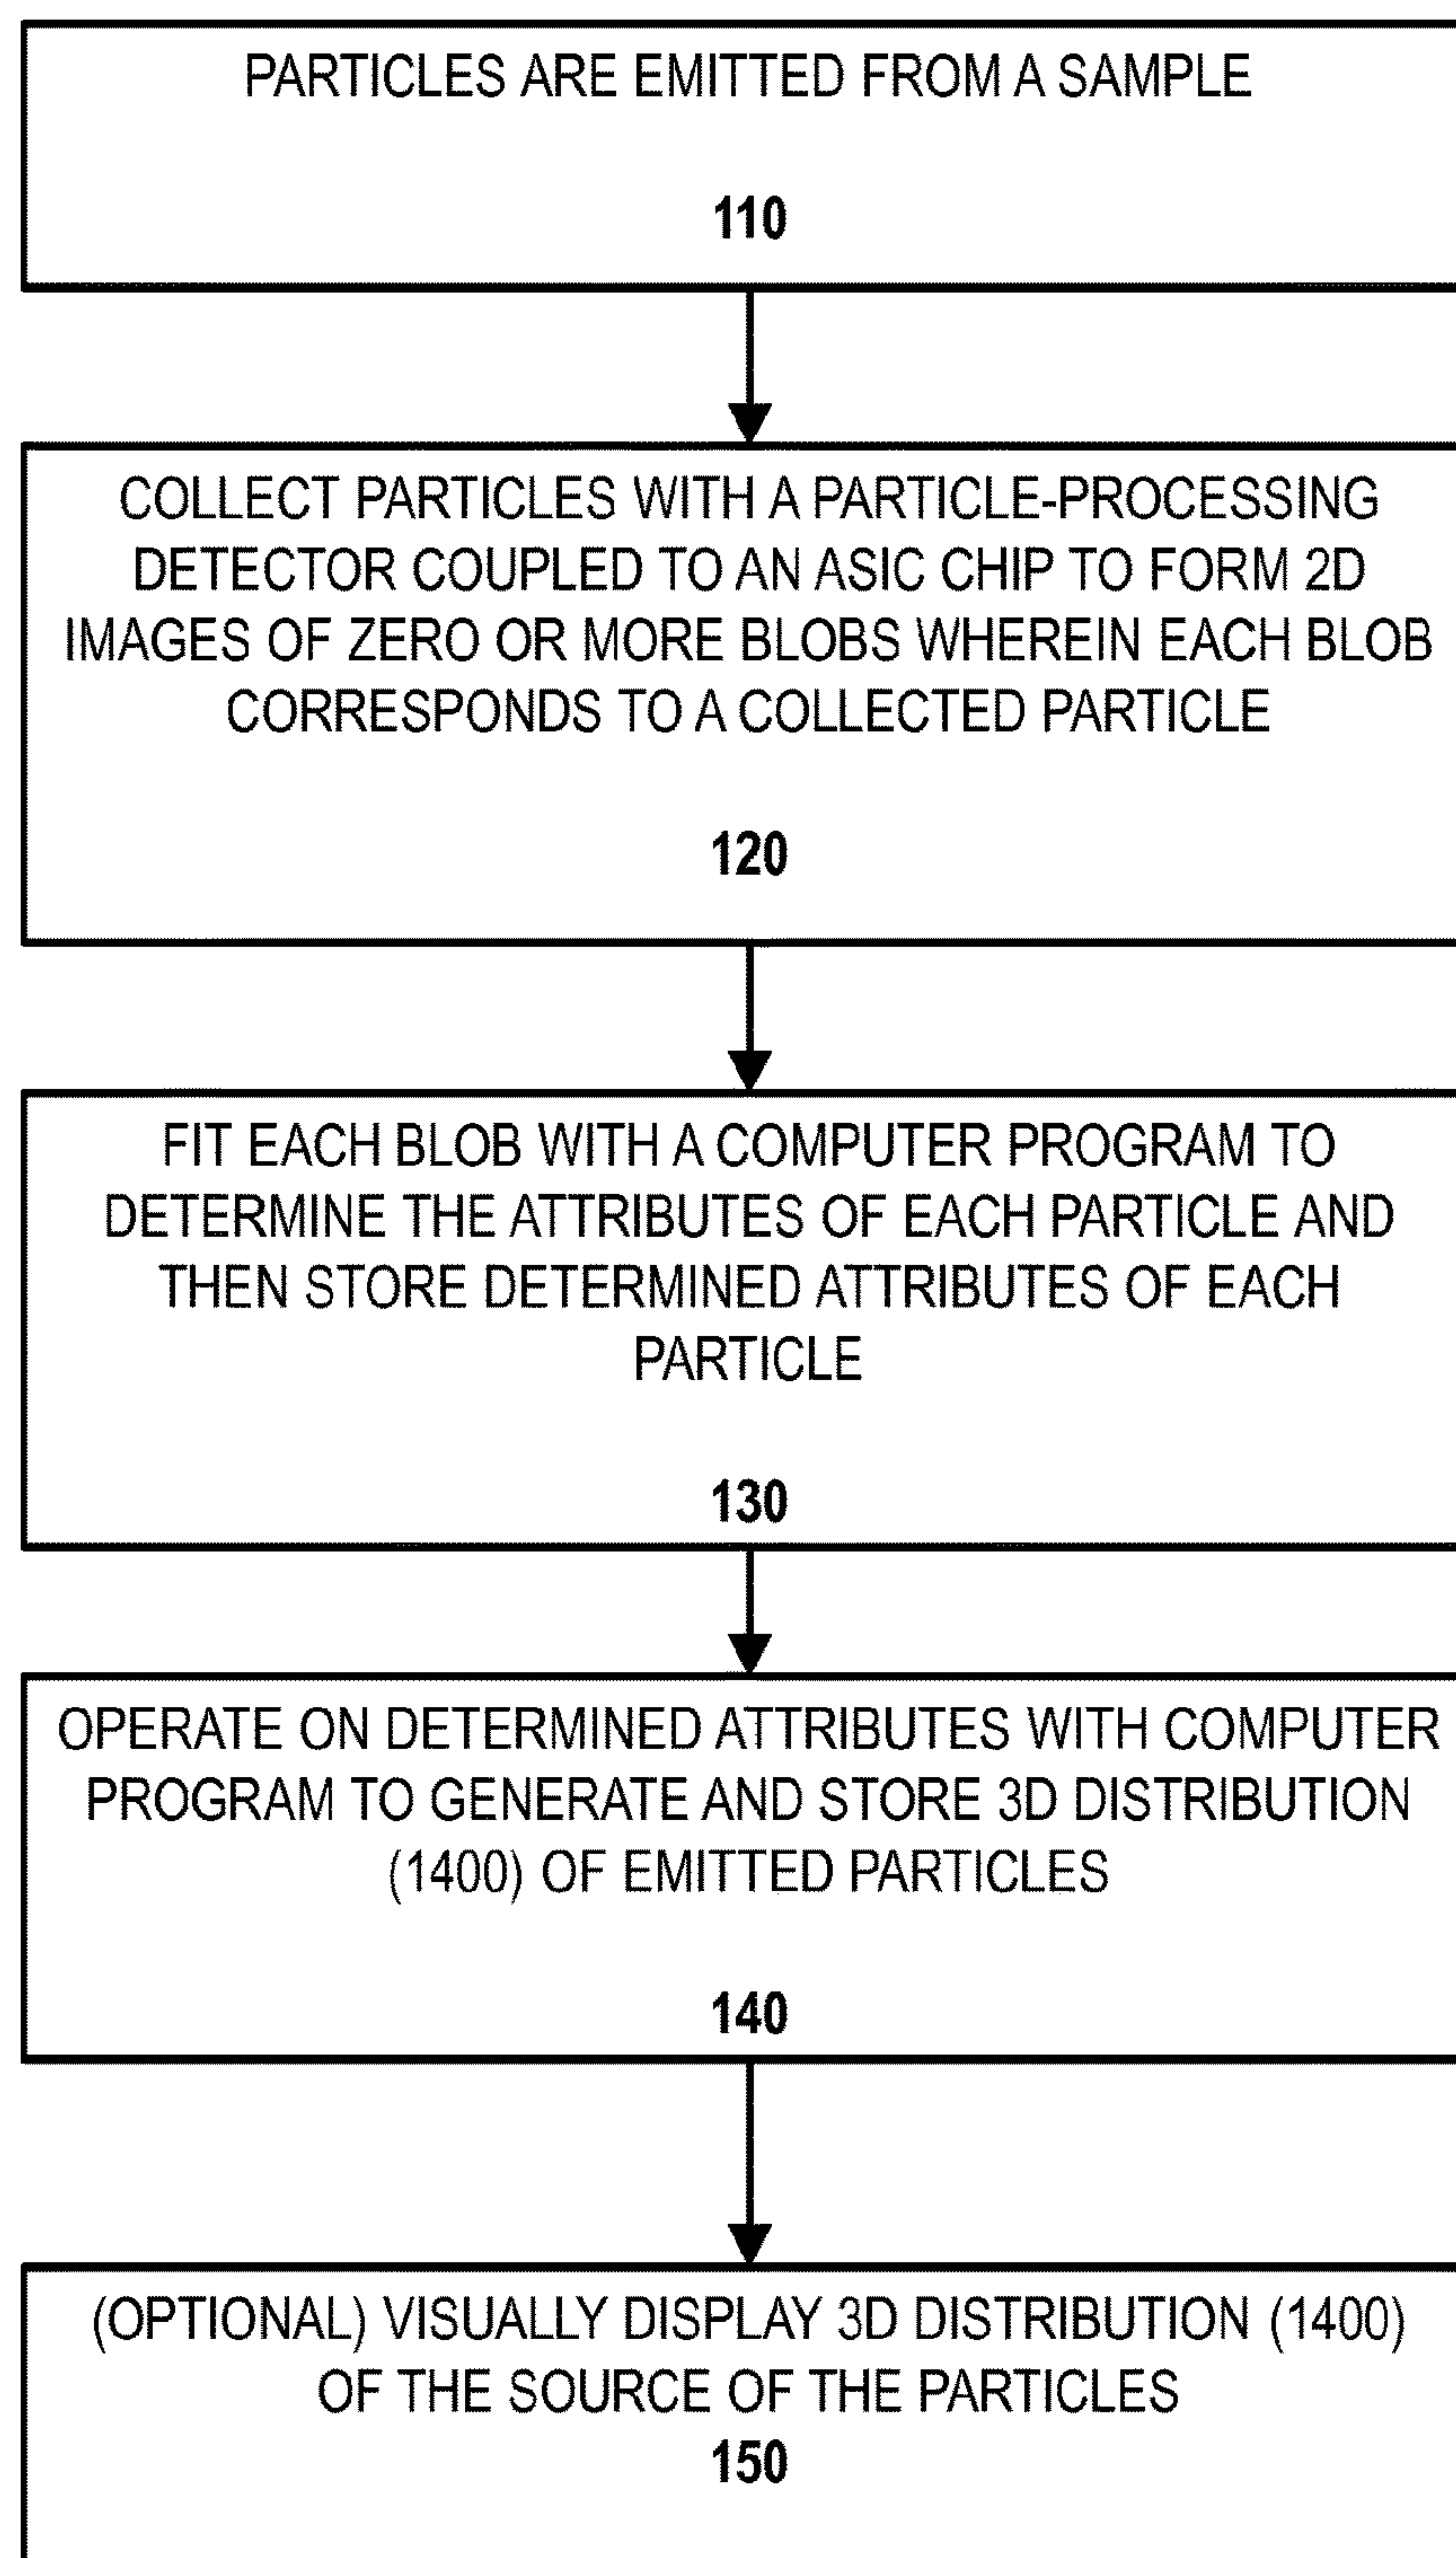 PARTICLES ARE EMITTED FROM A SAMPLE
110
COLLECT PARTICLES WITH A PARTICLE-PROCESSING
DETECTOR COUPLED TO AN ASIC CHIP TO FORM 2D
IMAGES OF ZERO OR MORE BLOBS WHEREIN EACH BLOB
CORRESPONDS TO A COLLECTED PARTICLE
120
FIT EACH BLOB WITH A COMPUTER PROGRAM TO
DETERMINE THE ATTRIBUTES OF EACH PARTICLE AND
THEN STORE DETERMINED ATTRIBUTES OF EACH
PARTICLE
130
OPERATE ON DETERMINED ATTRIBUTES WITH COMPUTER
PROGRAM TO GENERATE AND STORE 3D DISTRIBUTION
(1400) OF EMITTED PARTICLES
140
(OPTIONAL) VISUALLY DISPLAY 3D DISTRIBUTION (1400)
OF THE SOURCE OF THE PARTICLES
150